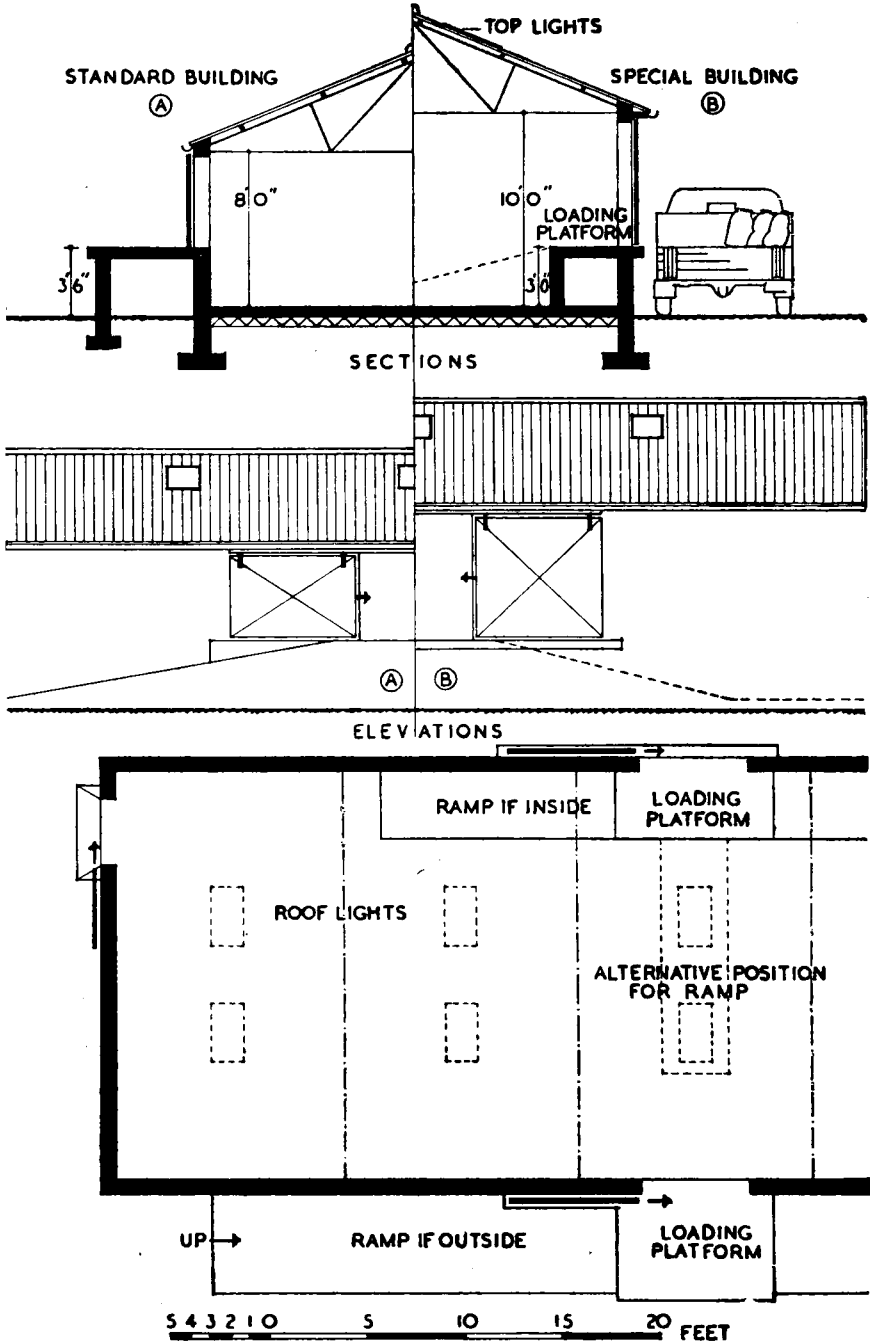 TOP LIGHTS
STANDARD BUILDING
A
SPECIAL BUILDING
B
8'0"
10'0"
LOADING
PLATFORM
3'6"
3'0"
SECTIONS
A B
ELEVATIONS
RAMP IF INSIDE
LOADING
PLATFORM
ROOF LIGHTS
ALTERNATIVE POSITION
FOR RAMP
UP
RAMP IF OUTSIDE
LOADING
PLATFORM
5 4 3 2 1 0 5 10 15 20 FEET